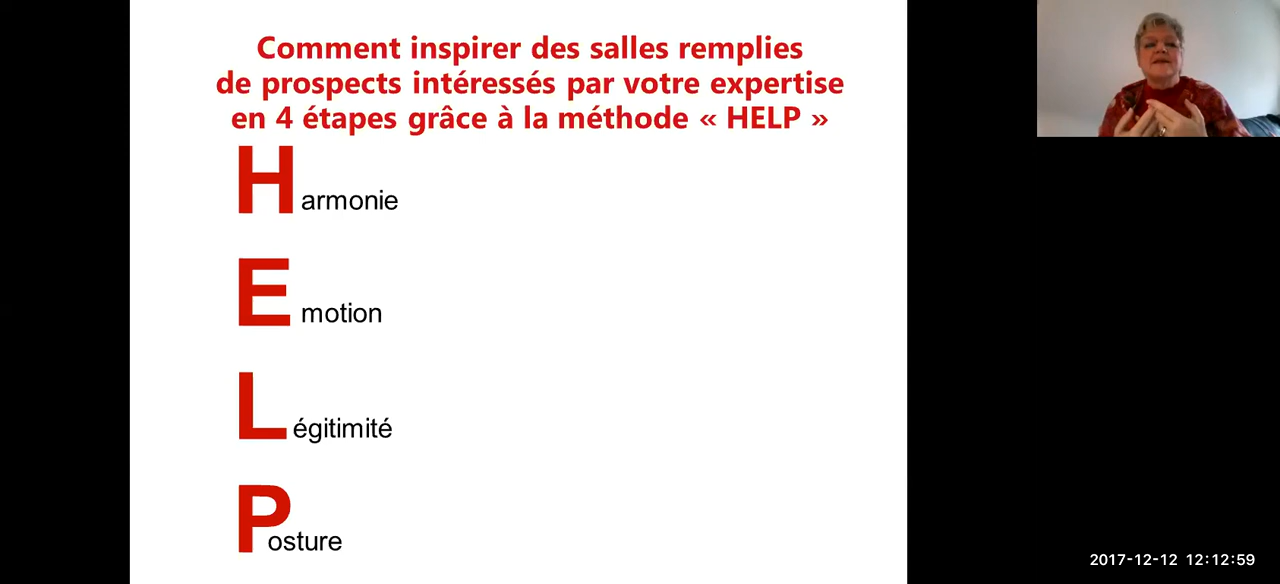 Comment inspirer des salles remplies
de prospects intéressés par votre expertise
en 4 étapes grâce à la méthode « HELP »
Harmonie
Emotion
Légitimité
Posture
2017-12-12 12:12:59